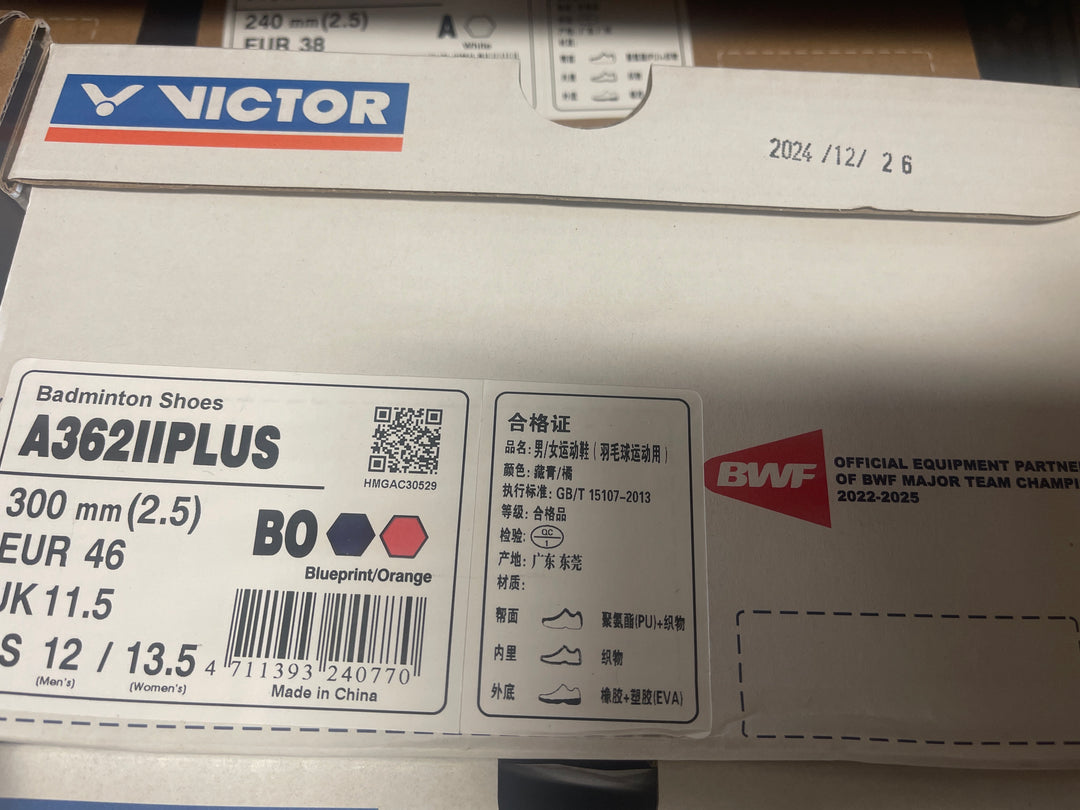 240 mm (2.5)
EUR 38
A
White
VICTOR
2024 /12/ 26
Badminton Shoes
A362IIPLUS
HMGAC30529
300 mm (2.5)
EUR 46
UK 11.5
S 12 / 13.5
(Men's) (Women's)
BO
Blueprint/Orange
4 711393 240770
Made in China
合格证
品名: 男/女运动鞋 ( 羽毛球运动用 )
颜色: 藏青/橘
执行标准: GB/T 15107-2013
等级: 合格品
检验: QC 1
产地: 广东 东莞
材质:
帮面 聚氨酯(PU)+织物
内里 织物
外底 橡胶+塑胶(EVA)
BWF
OFFICIAL EQUIPMENT PARTNE
OF BWF MAJOR TEAM CHAMPI
2022-2025